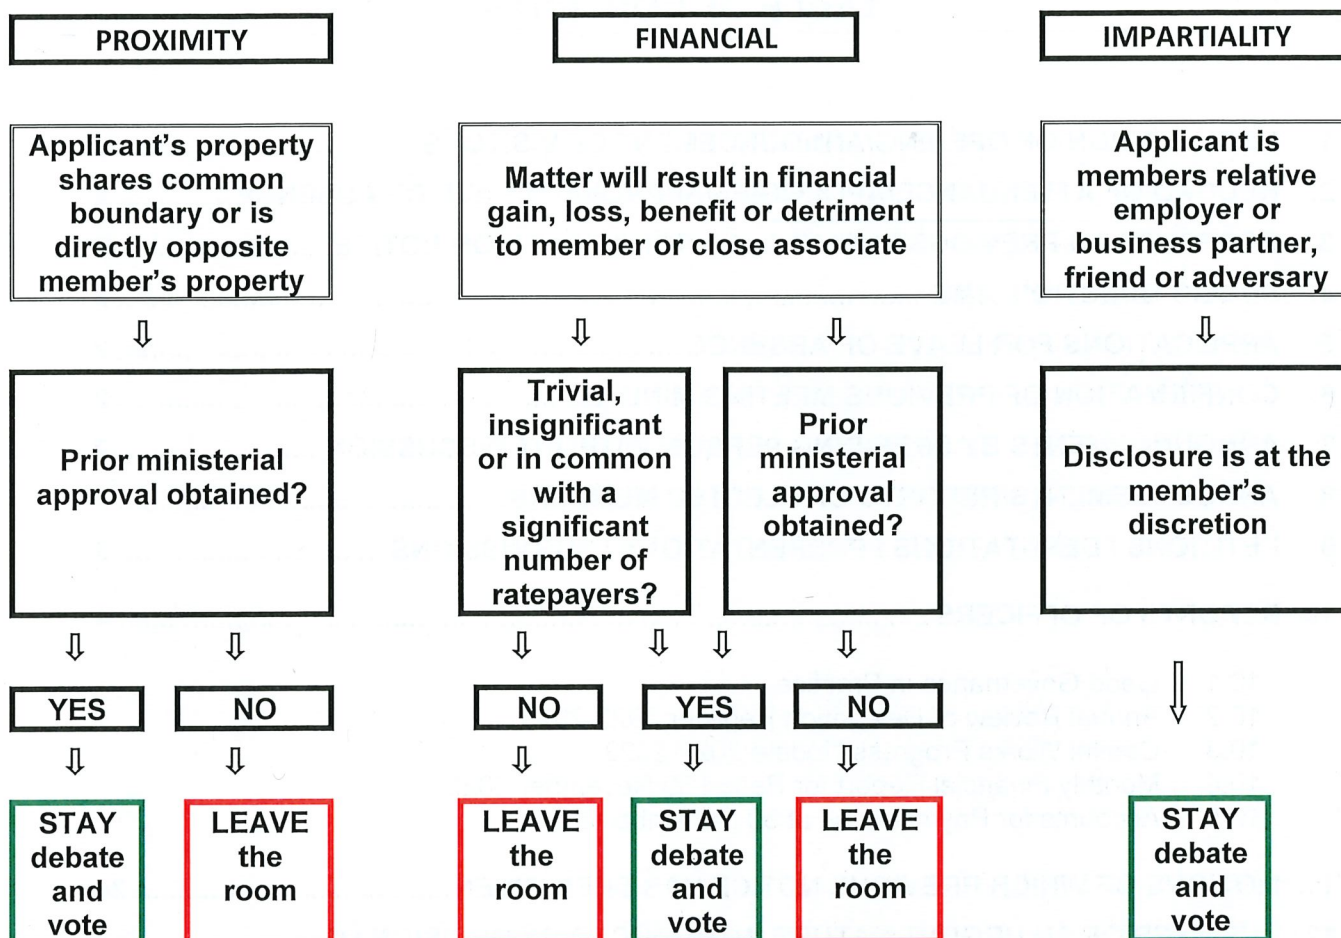 PROXIMITY
FINANCIAL
IMPARTIALITY
Applicant’s property
shares common
boundary or is
directly opposite
member’s property
Matter will result in financial
gain, loss, benefit or detriment
to member or close associate
Applicant is
members relative
employer or
business partner,
friend or adversary
Prior ministerial
approval obtained?
Trivial,
insignificant
or in common
with a
significant
number of
ratepayers?
Prior
ministerial
approval
obtained?
Disclosure is at the
member’s
discretion
YES
NO
NO
YES
NO
STAY
debate
and
vote
LEAVE
the
room
LEAVE
the
room
STAY
debate
and
vote
LEAVE
the
room
STAY
debate
and
vote